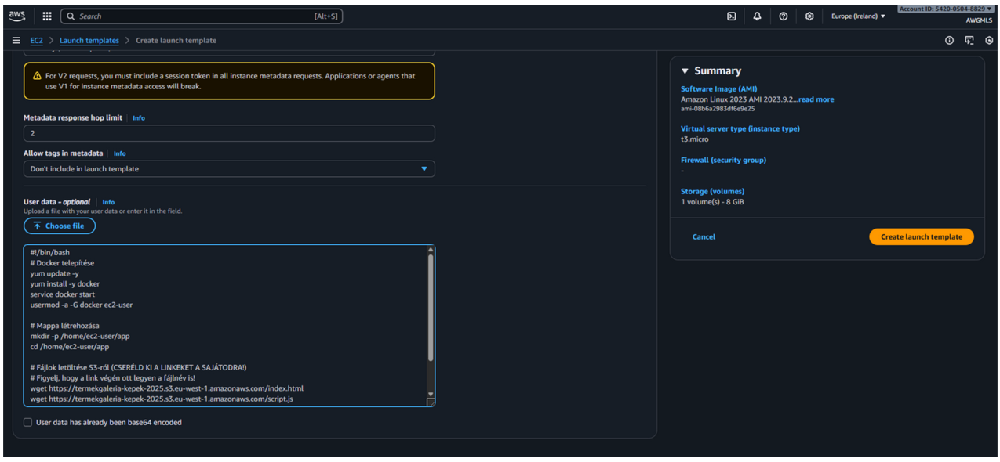 aws
Search
[Alt+S]
Europe (Ireland)
Account ID: 5420-0504-8829
AWGMLS
EC2 > Launch templates > Create launch template
For V2 requests, you must include a session token in all instance metadata requests. Applications or agents that
use V1 for instance metadata access will break.
Metadata response hop limit Info
2
Allow tags in metadata Info
Don't include in launch template
User data - optional Info
Upload a file with your user data or enter it in the field.
Choose file
#!/bin/bash
# Docker telepítése
yum update -y
yum install -y docker
service docker start
usermod -a -G docker ec2-user
# Mappa létrehozása
mkdir -p /home/ec2-user/app
cd /home/ec2-user/app
# Fájlok letöltése S3-ról (CSERÉLD KI A LINKEKET A SAJÁTODRA!)
# Figyelj, hogy a link végén ott legyen a fájlnév is!
wget https://termekgaleria-kepek-2025.s3.eu-west-1.amazonaws.com/index.html
wget https://termekgaleria-kepek-2025.s3.eu-west-1.amazonaws.com/script.js
User data has already been base64 encoded
Summary
Software Image (AMI)
Amazon Linux 2023 AMI 2023.9.2...read more
ami-08b6a2983df6e9e25
Virtual server type (instance type)
t3.micro
Firewall (security group)
-
Storage (volumes)
1 volume(s) - 8 GiB
Cancel
Create launch template